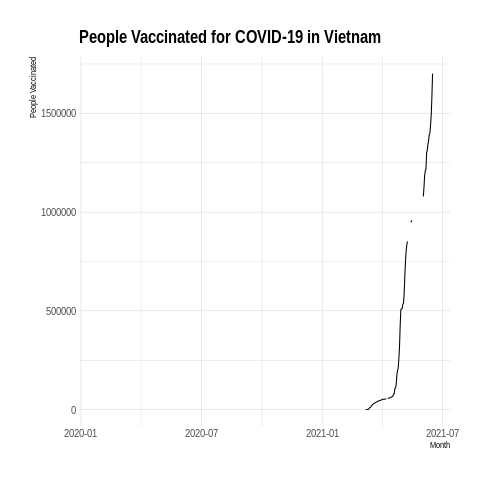 People Vaccinated for COVID-19 in Vietnam
People Vaccinated
1500000
1000000
500000
0
2020-01 2020-07 2021-01 2021-07
Month